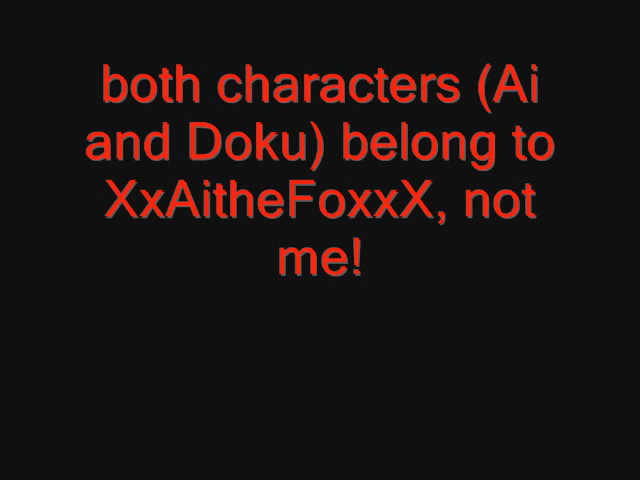 both characters (Ai
and Doku) belong to
XxAitheFoxxX, not
me!